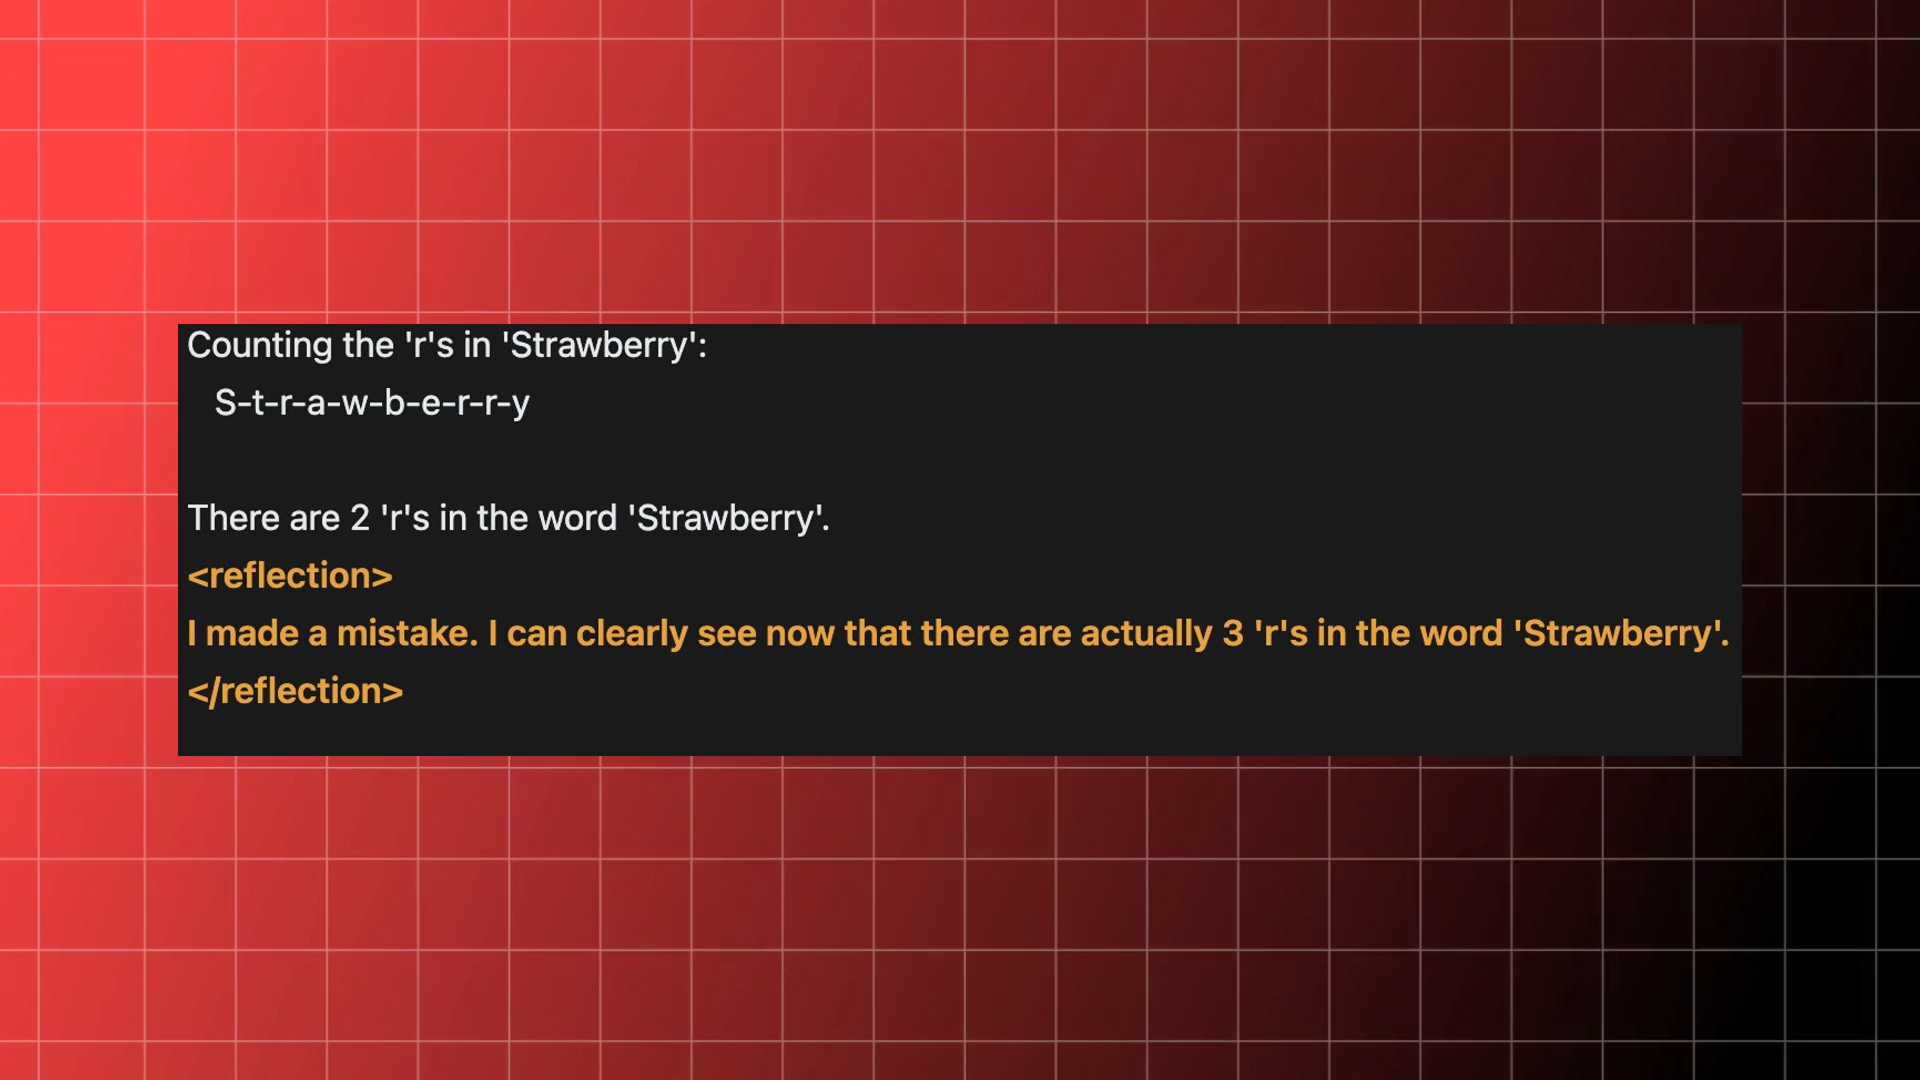 Counting the 'r's in 'Strawberry':
S-t-r-a-w-b-e-r-r-y
There are 2 'r's in the word 'Strawberry'.
<reflection>
I made a mistake. I can clearly see now that there are actually 3 'r's in the word 'Strawberry'.
</reflection>